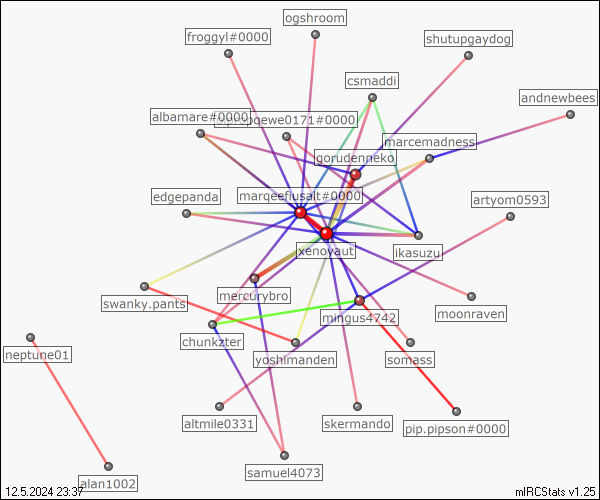 ogshroom
froggyl#0000
shutupgaydog
csmaddi
andnewbees
albamare#0000
qewe0171#0000
marcemadness
gorudenneko
edgepanda
marqeefiusalt#0000
artyom0593
xenoyaut
ikasuzu
mercurybro
swanky.pants
moonraven
mingus4742
chunkzter
yoshimanden
somass
neptune01
altmile0331
skermando
pip.pipson#0000
samuel4073
alan1002
12.5.2024 23:37
mIRCStats v1.25